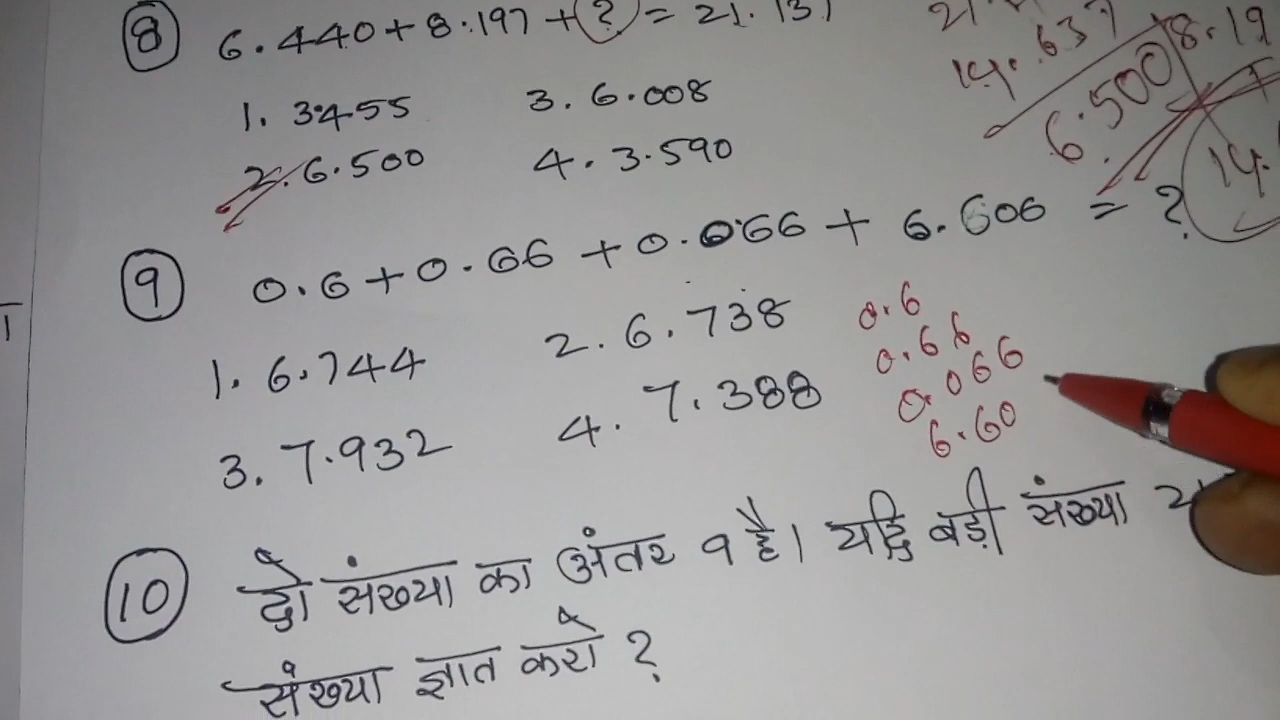 8 6.440+8.197+?=21.137
1. 3.455 3. 6.008
2. 6.500 4. 3.590
14.637 8.19
6.500
14.
9 0.6+0.66+0.066+6.606 = ?
1. 6.744 2. 6.738
3. 7.932 4. 7.388
0.6
0.66
0.066
6.60
10 दो संख्या का अंतर 9 है। यदि बड़ी संख्या
संख्या ज्ञात करो ?